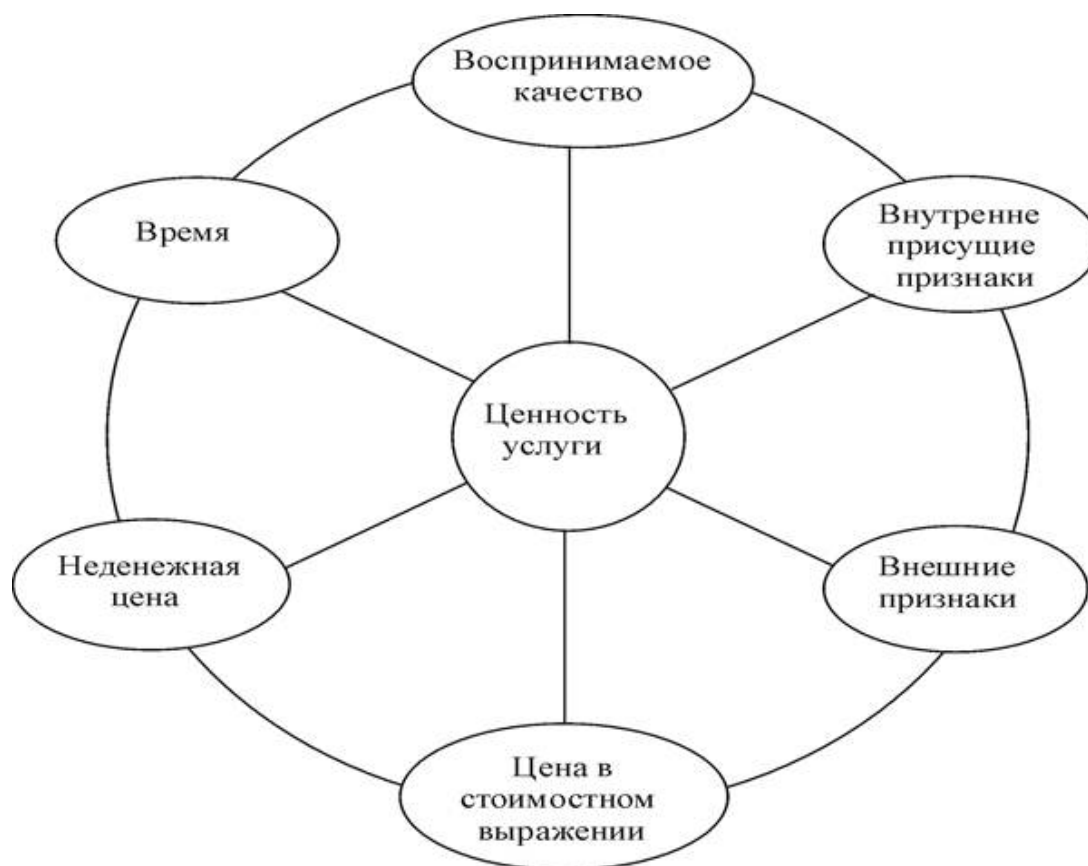 Воспринимаемое
качество
Время
Внутренне
присущие
признаки
Ценность
услуги
Неденежная
цена
Внешние
признаки
Цена в
стоимостном
выражении